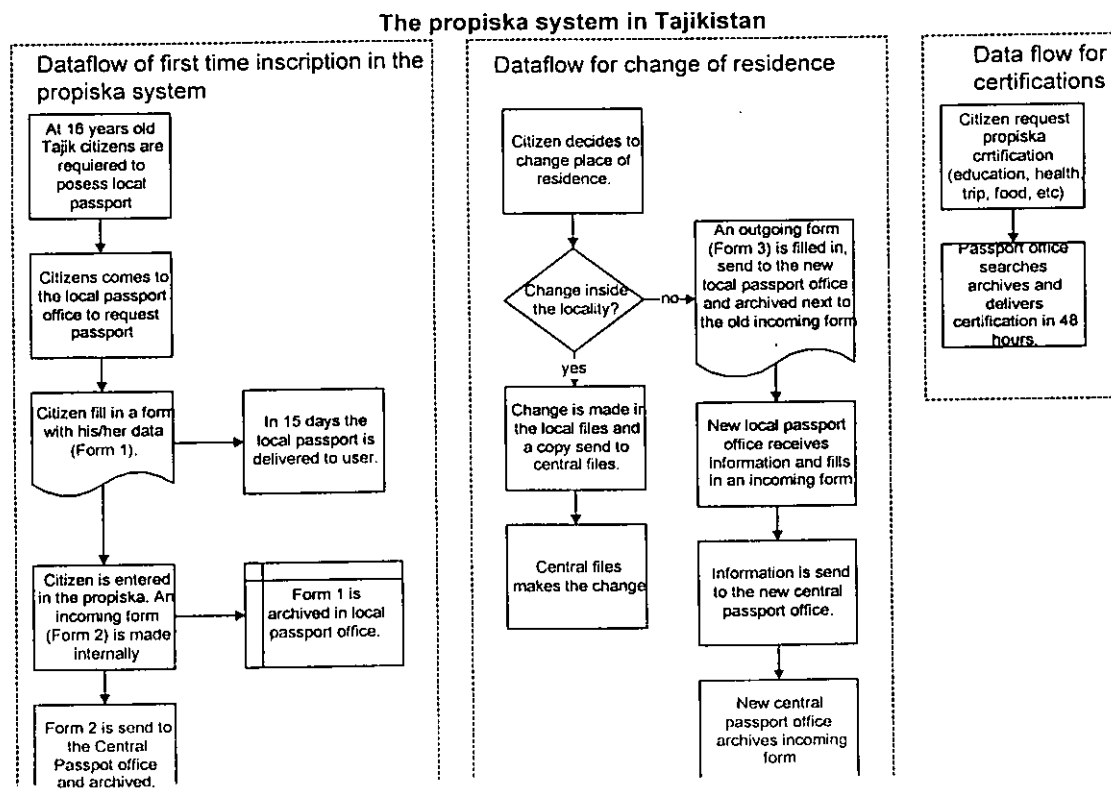 The propiska system in Tajikistan
Dataflow of first time inscription in the
propiska system
At 16 years old
Tajik citizens are
requiered to
posess local
passport
Citizens comes to
the local passport
office to request
passport
Citizen fill in a form
with his/her data
(Form 1).
In 15 days the
local passport is
delivered to user.
Citizen is entered
in the propiska. An
incoming form
(Form 2) is made
internally
Form 1 is
archived in local
passport office.
Form 2 is send to
the Central
Passpot office
and archived.
Dataflow for change of residence
Citizen decides to
change place of
residence.
Change inside
the locality?
no
yes
An outgoing form
(Form 3) is filled in,
send to the new
local passport office
and archived next to
the old incoming form
Change is made in
the local files and
a copy send to
central files.
Central files
makes the change
New local passport
office receives
information and fills
in an incoming form
Information is send
to the new central
passport office.
New central
passport office
archives incoming
form
Data flow for
certifications
Citizen request
propiska
crrtification
(education, health,
trip, food, etc)
Passport office
searches
archives and
delivers
certification in 48
hours.